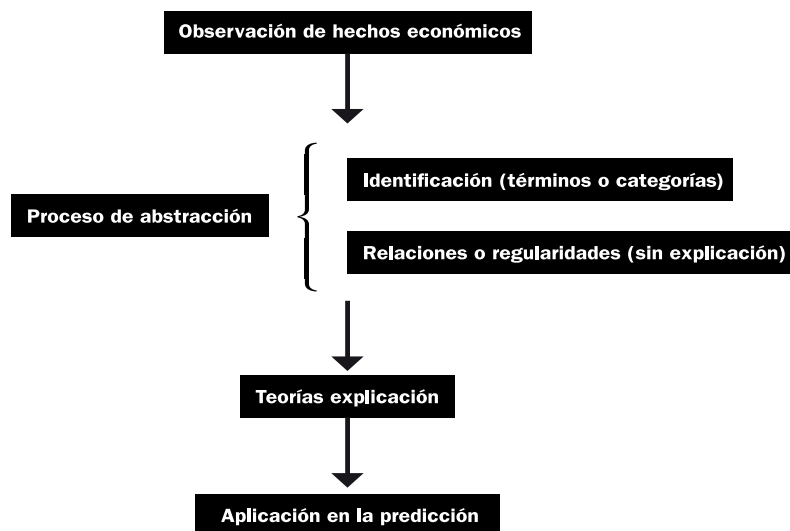 Observación de hechos económicos
Identificación (términos o categorías)
Proceso de abstracción
Relaciones o regularidades (sin explicación)
Teorías explicación
Aplicación en la predicción